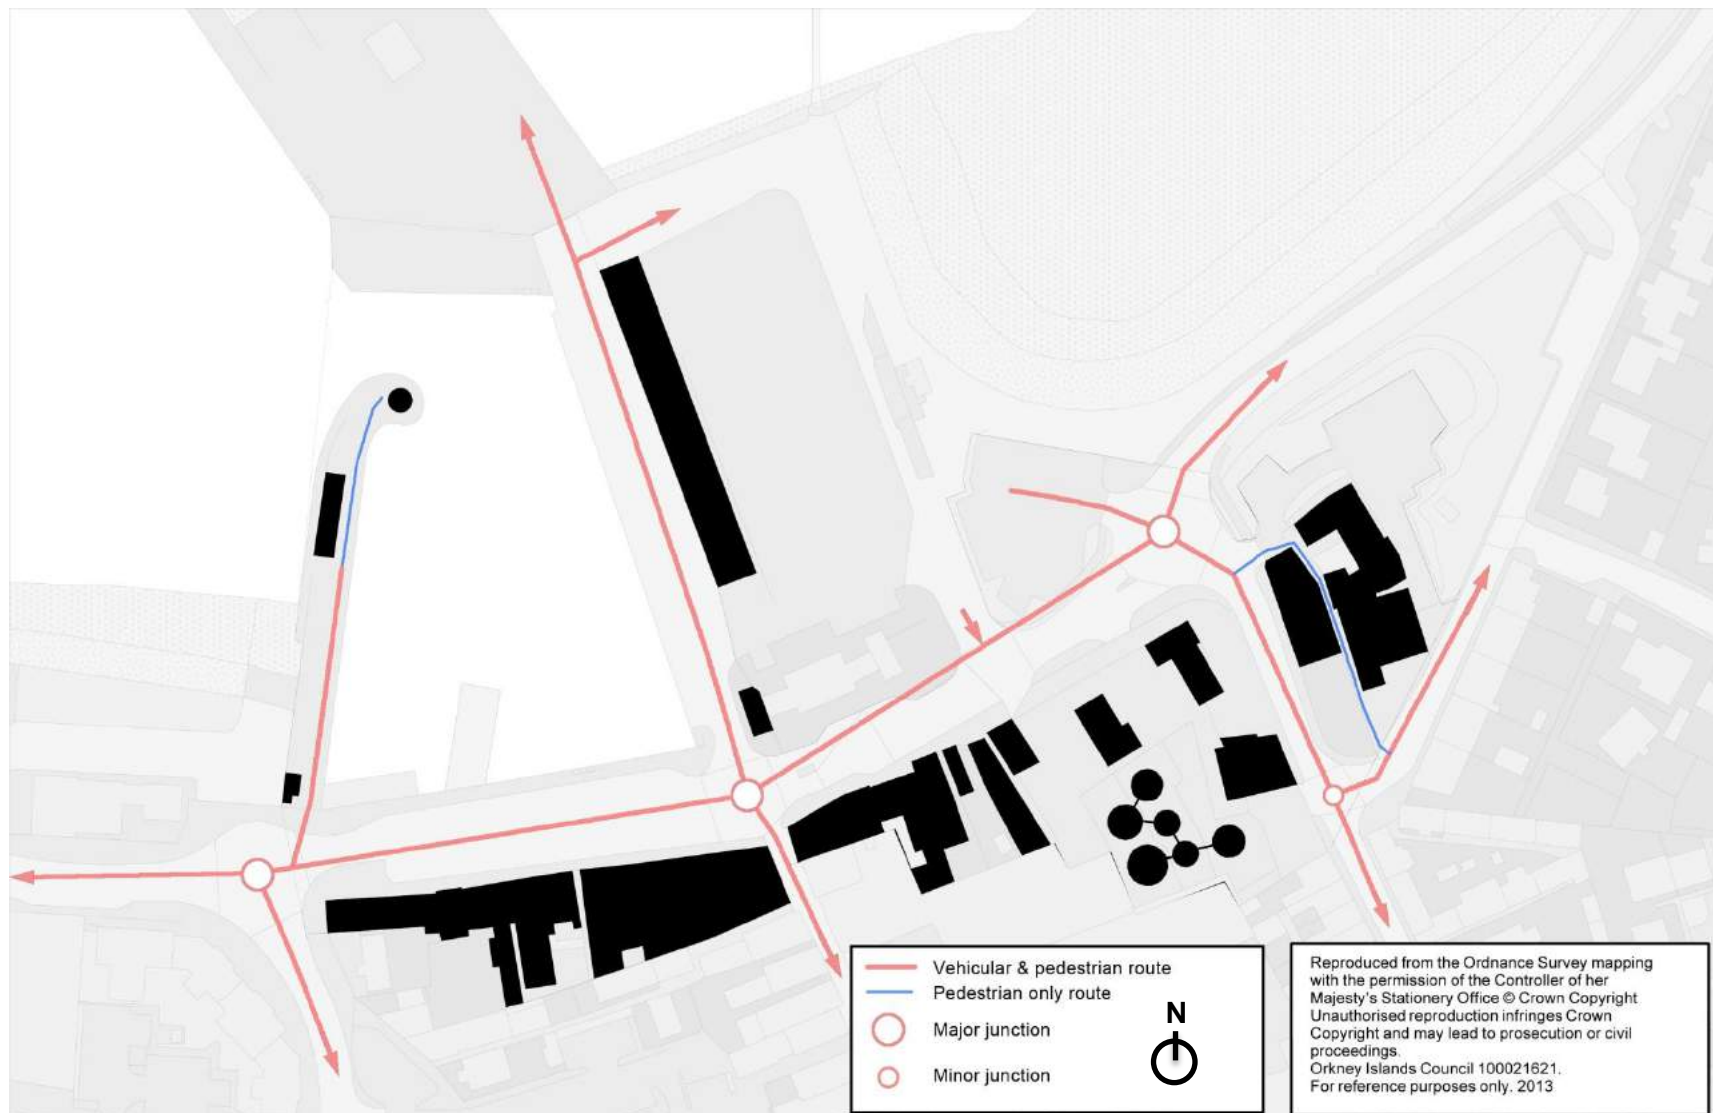 Vehicular & pedestrian route
Pedestrian only route
Major junction
Minor junction
N
Reproduced from the Ordnance Survey mapping
with the permission of the Controller of her
Majesty's Stationery Office © Crown Copyright
Unauthorised reproduction infringes Crown
Copyright and may lead to prosecution or civil
proceedings.
Orkney Islands Council 100021621.
For reference purposes only. 2013